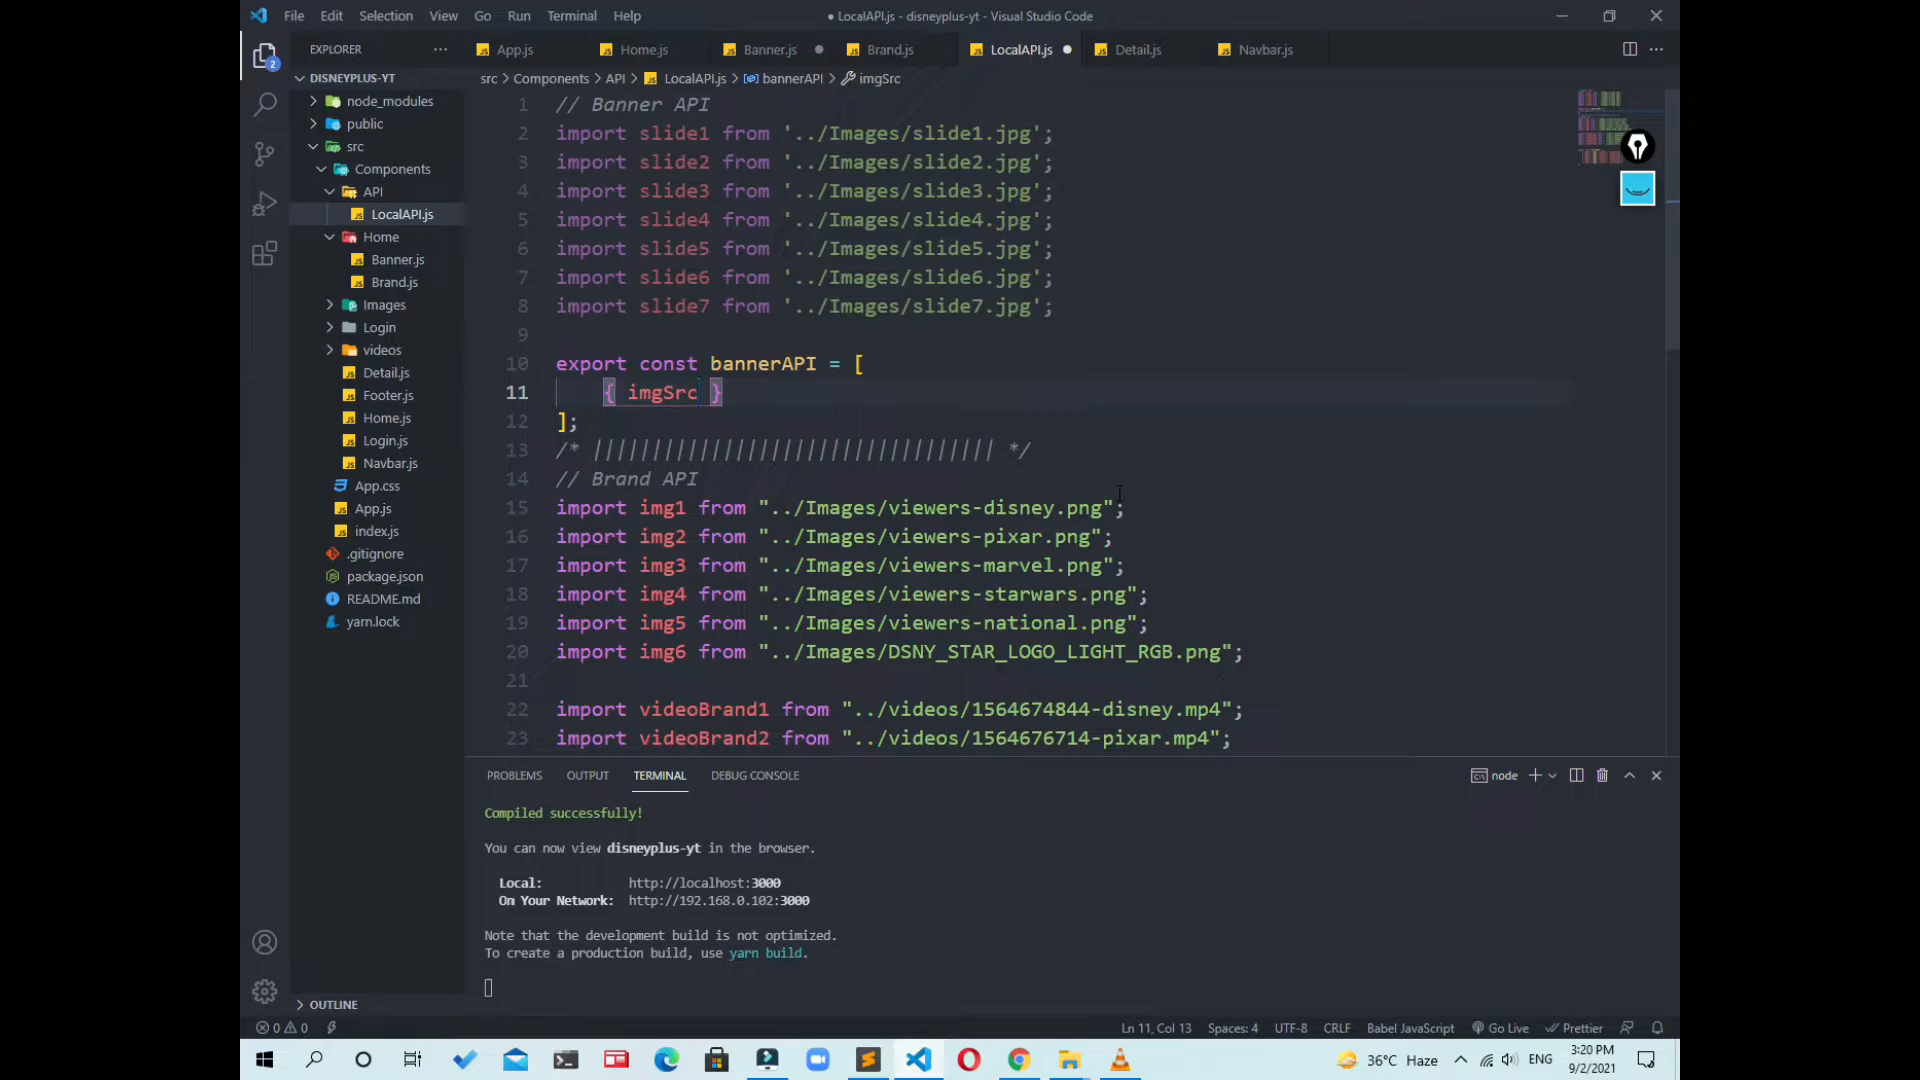 File Edit Selection View Go Run Terminal Help
● LocalAPI.js - disneyplus-yt - Visual Studio Code
EXPLORER
App.js Home.js Banner.js Brand.js LocalAPI.js Detail.js Navbar.js
src > Components > API > LocalAPI.js > bannerAPI > imgSrc
2
DISNEYPLUS-YT
node_modules
public
src
Components
API
LocalAPI.js
Home
Banner.js
Brand.js
Images
Login
videos
Detail.js
Footer.js
Home.js
Login.js
Navbar.js
App.css
App.js
index.js
.gitignore
package.json
README.md
yarn.lock
OUTLINE
1 // Banner API
2 import slide1 from '../Images/slide1.jpg';
3 import slide2 from '../Images/slide2.jpg';
4 import slide3 from '../Images/slide3.jpg';
5 import slide4 from '../Images/slide4.jpg';
6 import slide5 from '../Images/slide5.jpg';
7 import slide6 from '../Images/slide6.jpg';
8 import slide7 from '../Images/slide7.jpg';
9
10 export const bannerAPI = [
11 { imgSrc }
12 ];
13 /* |||||||||||||||||||||||||||||||||| */
14 // Brand API
15 import img1 from "../Images/viewers-disney.png";
16 import img2 from "../Images/viewers-pixar.png";
17 import img3 from "../Images/viewers-marvel.png";
18 import img4 from "../Images/viewers-starwars.png";
19 import img5 from "../Images/viewers-national.png";
20 import img6 from "../Images/DSNY_STAR_LOGO_LIGHT_RGB.png";
21
22 import videoBrand1 from "../videos/1564674844-disney.mp4";
23 import videoBrand2 from "../videos/1564676714-pixar.mp4";
PROBLEMS OUTPUT TERMINAL DEBUG CONSOLE
node
Compiled successfully!
You can now view disneyplus-yt in the browser.
Local: http://localhost:3000
On Your Network: http://192.168.0.102:3000
Note that the development build is not optimized.
To create a production build, use yarn build.
0 0 Ln 11, Col 13 Spaces: 4 UTF-8 CRLF Babel JavaScript Go Live Prettier
36°C Haze ENG 3:20 PM
9/2/2021